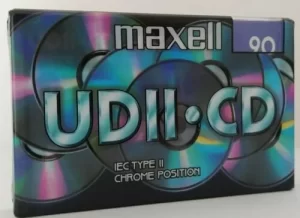 maxell
90
UDII·CD
IEC TYPE II
CHROME POSITION